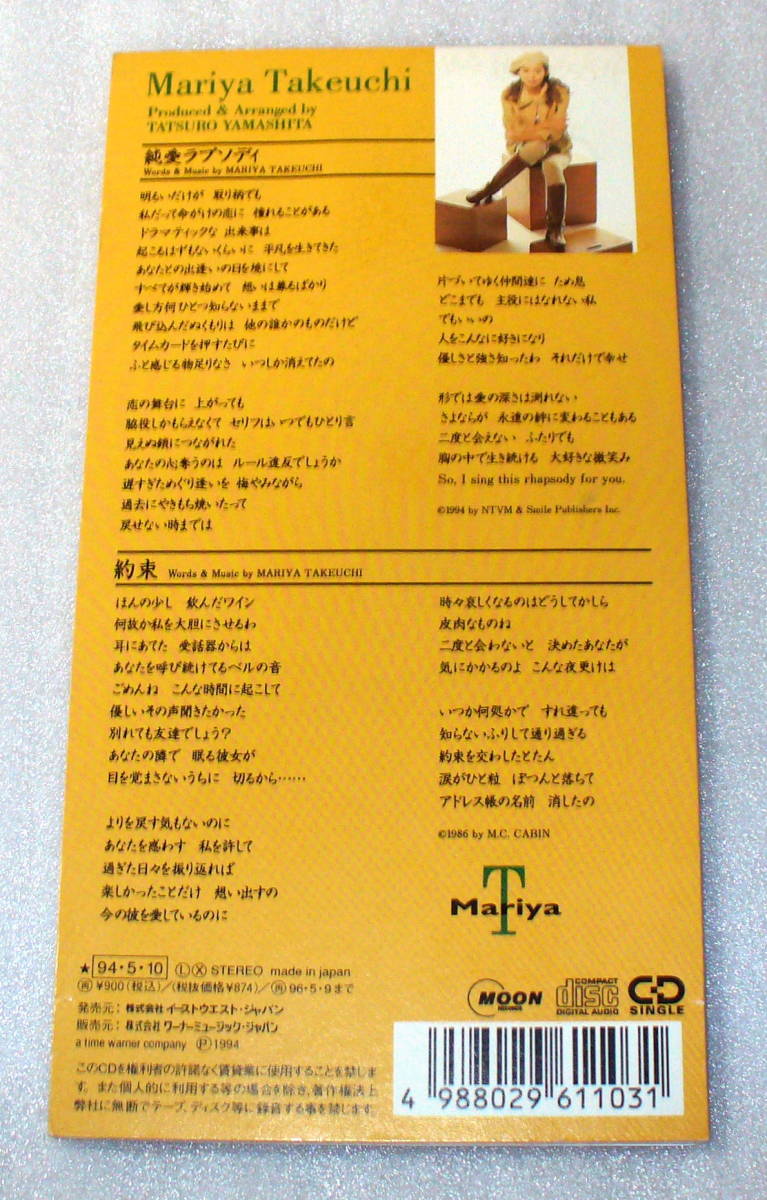 Mariya Takeuchi
Produced & Arranged by
TATSURO YAMASHITA
純愛ラプソディ
Words & Music by MARIYA TAKEUCHI
明るいだけが 取り柄でも
私だって命がけの恋に 憧れることがある
ドラマティックな 出来事は
起こるはずもないくらいに 平凡を生きてきた
あなたとの出逢いの日を境にして
すべてが輝き始めて 想いは募るばかり
愛し方何ひとつ知らないままで
飛び込んだぬくもりは 他の誰かのものだけど
タイムカードを押すたびに
ふと感じる物足りなさ いつしか消えてたの
恋の舞台に 上がっても
脇役しかもらえなくて セリフはいつでもひとり言
見えぬ鎖につながれた
あなたの心奪うのは ルール違反でしょうか
遅すぎためぐり逢いを 悔やみながら
過去にやきもち焼いたって
戻せない時までは
片づいてゆく仲間達に ため息
どこまでも 主役にはなれない私
でもいいの
人をこんなに好きになり
優しさと強さ知ったわ それだけで幸せ
形では愛の深さは測れない
さよならが 永遠の絆に変わることもある
二度と会えない ふたりでも
胸の中で生き続ける 大好きな微笑み
So, I sing this rhapsody for you.
©1994 by NTVM & Smile Publishers Inc.
約束 Words & Music by MARIYA TAKEUCHI
ほんの少し 飲んだワイン
何故か私を大胆にさせるわ
耳にあてた 受話器からは
あなたを呼び続けてるベルの音
ごめんね こんな時間に起こして
優しいその声聞きたかった
別れても友達でしょう?
あなたの隣で 眠る彼女が
目を覚まさないうちに 切るから……
よりを戻す気もないのに
あなたを惑わす 私を許して
過ぎた日々を振り返れば
楽しかったことだけ 想い出すの
今の彼を愛しているのに
時々哀しくなるのはどうしてかしら
皮肉なものね
二度と会わないと 決めたあなたが
気にかかるのよ こんな夜更けは
いつか何処かで すれ違っても
知らないふりして通り過ぎる
約束を交わしたとたん
涙がひと粒 ぽつんと落ちて
アドレス帳の名前 消したの
©1986 by M.C. CABIN
T
Mariya
★94・5・10 Ⓛ Ⓧ STEREO made in japan
㊢¥900(税込)/(税抜価格¥874)/㊢96・5・9まで
発売元:株式会社イーストウエスト・ジャパン
販売元:株式会社ワーナーミュージック・ジャパン
a time warner company Ⓟ1994
このCDを権利者の許諾なく賃貸業に使用することを禁じま
す。また個人的に利用する等の場合を除き、著作権法上
弊社に無断でテープ、ディスク等に録音する事を禁じます。
MOON
RECORDS
COMPACT
disc
DIGITAL AUDIO
CD
SINGLE
4 988029 611031